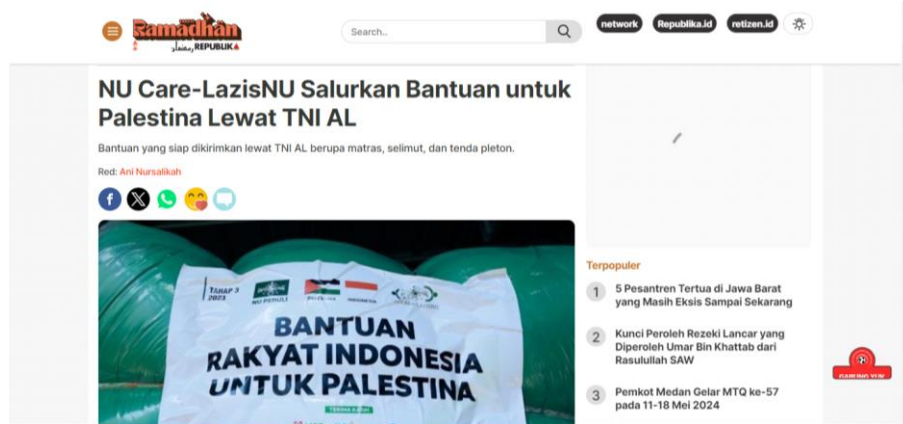 Ramadhan
REPUBLIKA
Search..
network
Republika.id
retizen.id
NU Care-LazisNU Salurkan Bantuan untuk
Palestina Lewat TNI AL
Bantuan yang siap dikirimkan lewat TNI AL berupa matras, selimut, dan tenda pleton.
Red: Ani Nursalikah
TAHAP 3
2023
NU PEDULI
PALESTINA
INDONESIA
BANTUAN
RAKYAT INDONESIA
UNTUK PALESTINA
Terpopuler
1
5 Pesantren Tertua di Jawa Barat
yang Masih Eksis Sampai Sekarang
2
Kunci Peroleh Rezeki Lancar yang
Diperoleh Umar Bin Khattab dari
Rasulullah SAW
3
Pemkot Medan Gelar MTQ ke-57
pada 11-18 Mei 2024